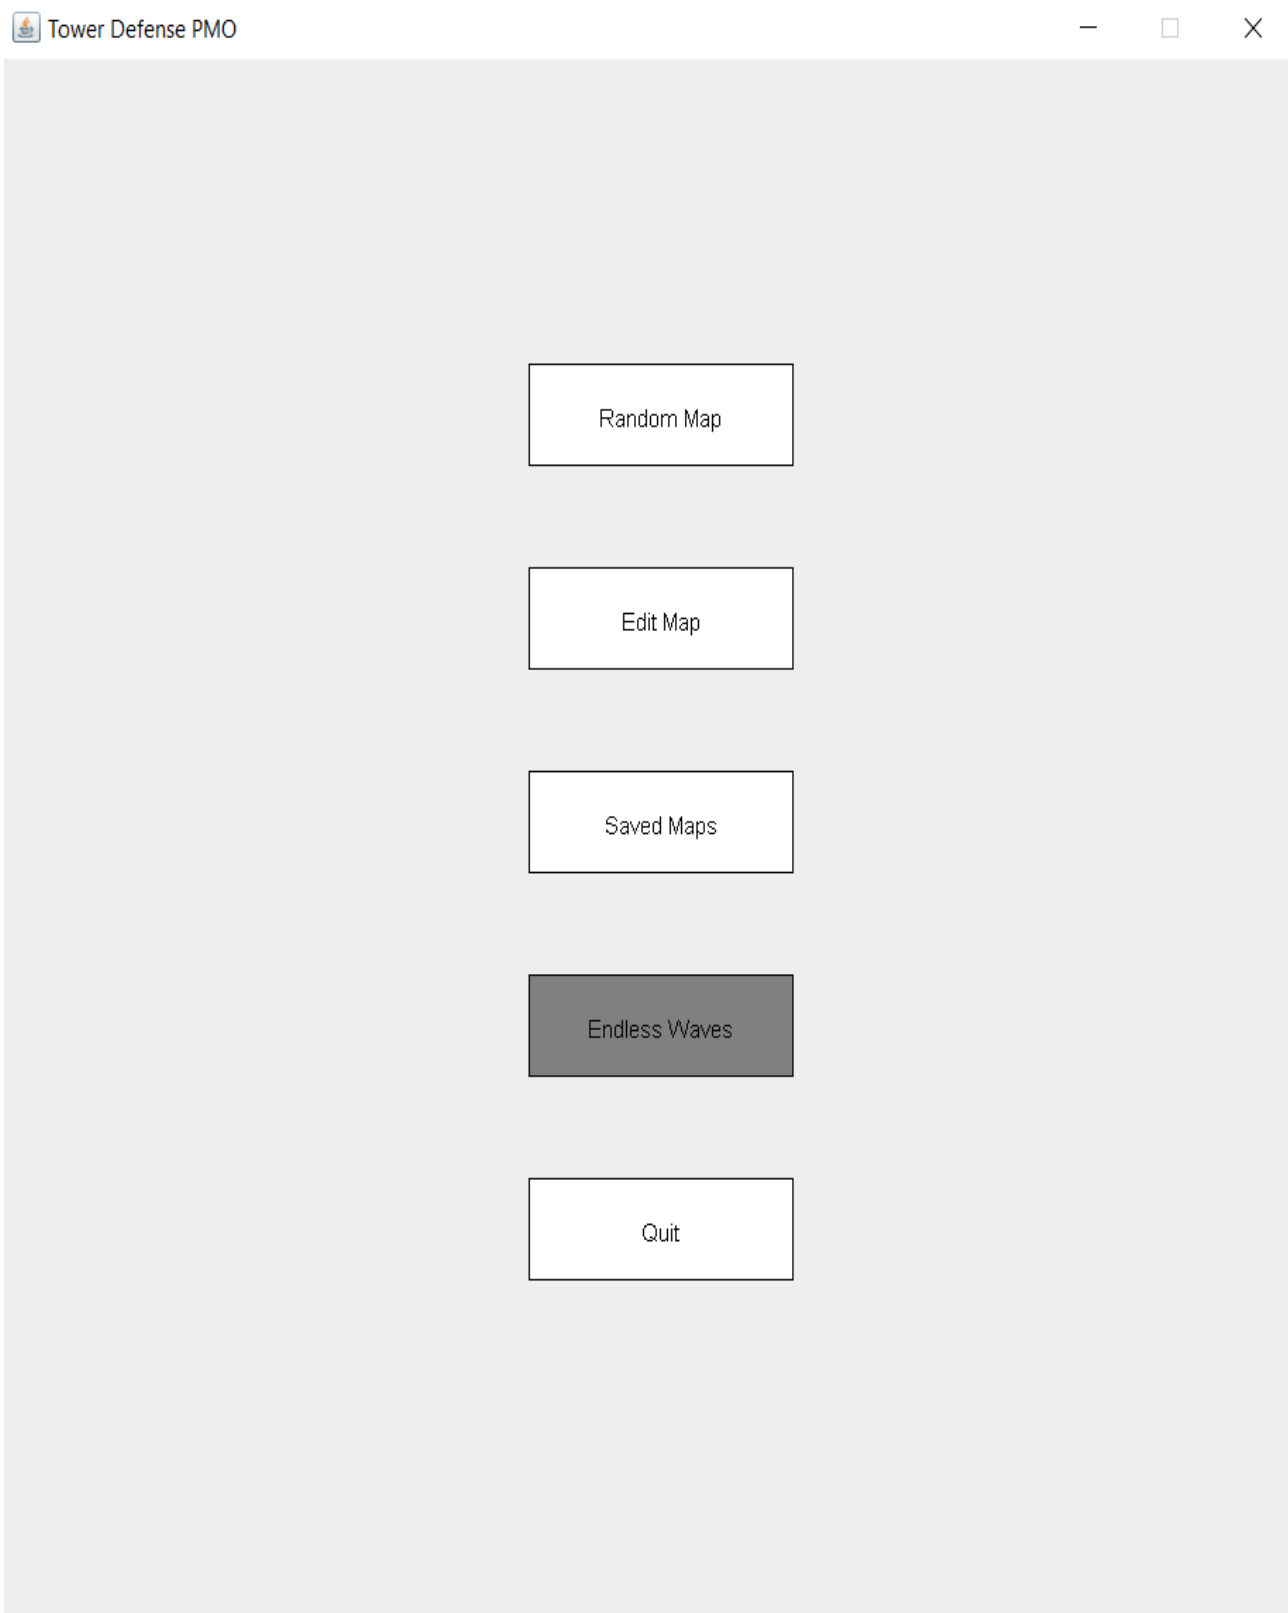 Tower Defense PMO
Random Map
Edit Map
Saved Maps
Endless Waves
Quit